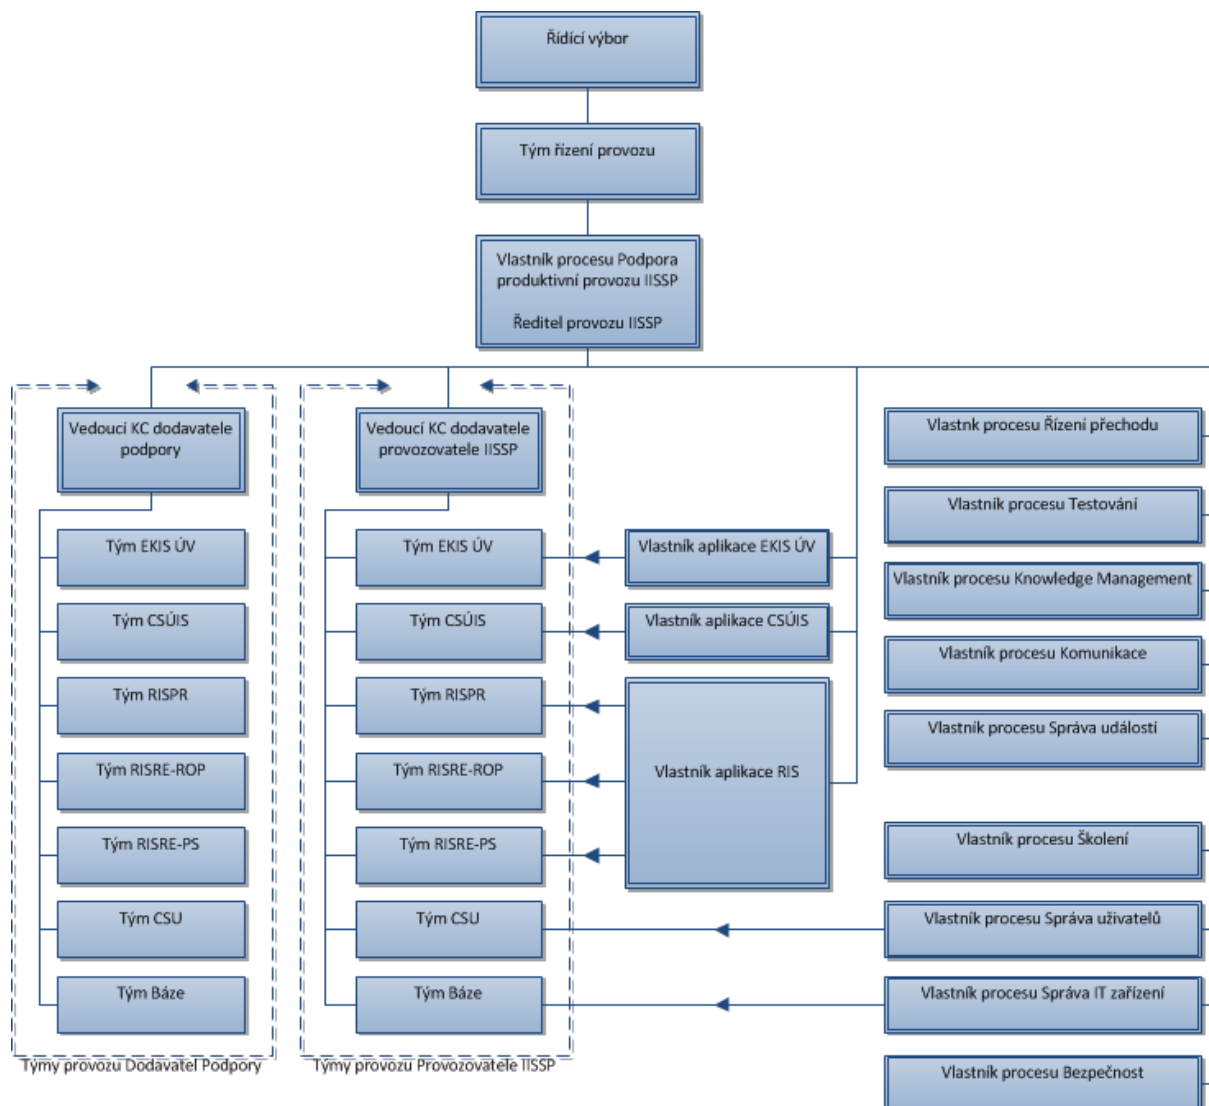 Řídící výbor
Tým řízení provozu
Vlastník procesu Podpora
produktivní provozu IISSP
Ředitel provozu IISSP
Vedoucí KC dodavatele
podpory
Tým EKIS ÚV
Tým CSÚIS
Tým RISPR
Tým RISRE-ROP
Tým RISRE-PS
Tým CSU
Tým Báze
Týmy provozu Dodavatel Podpory
Vedoucí KC dodavatele
provozovatele IISSP
Tým EKIS ÚV
Tým CSÚIS
Tým RISPR
Tým RISRE-ROP
Tým RISRE-PS
Tým CSU
Tým Báze
Týmy provozu Provozovatele IISSP
Vlastník aplikace EKIS ÚV
Vlastník aplikace CSÚIS
Vlastník aplikace RIS
Vlastnk procesu Řízení přechodu
Vlastník procesu Testování
Vlastník procesu Knowledge Management
Vlastník procesu Komunikace
Vlastník procesu Správa událostí
Vlastník procesu Školení
Vlastník procesu Správa uživatelů
Vlastník procesu Správa IT zařízení
Vlastník procesu Bezpečnost